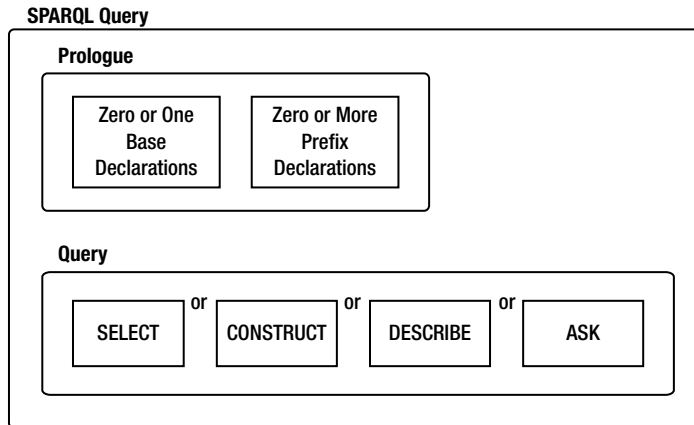 SPARQL Query
Prologue
Zero or One
Base
Declarations
Zero or More
Prefix
Declarations
Query
SELECT
or
CONSTRUCT
or
DESCRIBE
or
ASK